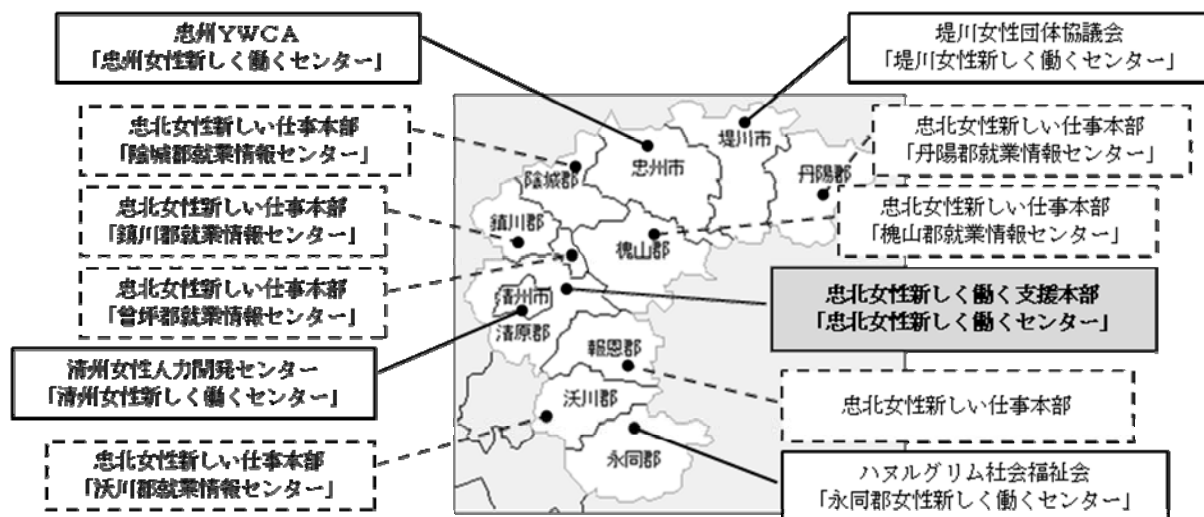 忠州YWCA
「忠州女性新しく働くセンター」
堤川女性団体協議会
「堤川女性新しく働くセンター」
忠北女性新しい仕事本部
「陰城郡就業情報センター」
忠北女性新しい仕事本部
「丹陽郡就業情報センター」
忠北女性新しい仕事本部
「鎮川郡就業情報センター」
忠北女性新しい仕事本部
「槐山郡就業情報センター」
忠北女性新しい仕事本部
「曾坪郡就業情報センター」
忠北女性新しく働く支援本部
「忠北女性新しく働くセンター」
清州女性人力開発センター
「清州女性新しく働くセンター」
忠北女性新しい仕事本部
忠北女性新しい仕事本部
「沃川郡就業情報センター」
ハヌルグリム社会福祉会
「永同郡女性新しく働くセンター」
堤川市
忠州市
陰城郡
丹陽郡
鎮川郡
槐山郡
清州市
清原郡
報恩郡
沃川郡
永同郡